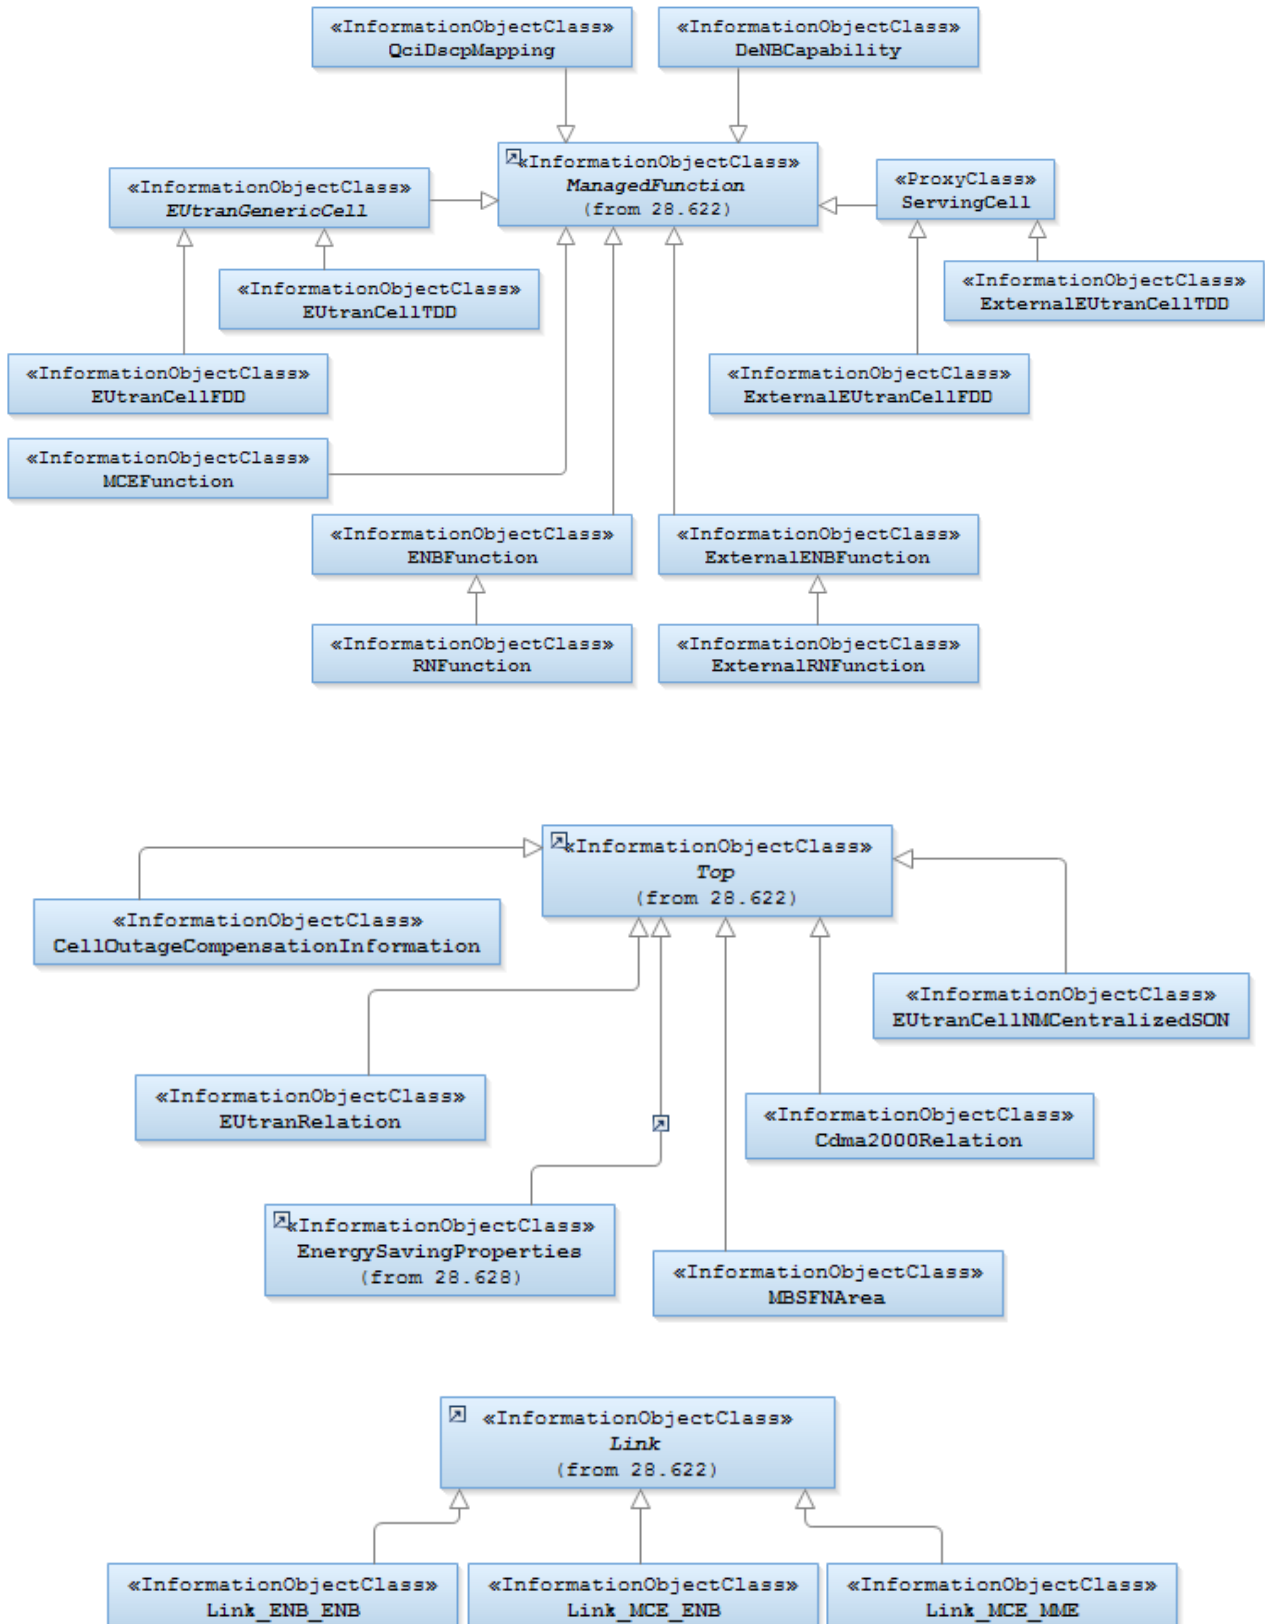 «InformationObjectClass»
QciDscpMapping
«InformationObjectClass»
DeNBCapability
«InformationObjectClass»
ManagedFunction
(from 28.622)
«InformationObjectClass»
EUtranGenericCell
«ProxyClass»
ServingCell
«InformationObjectClass»
EUtranCellTDD
«InformationObjectClass»
ExternalEUtranCellTDD
«InformationObjectClass»
EUtranCellFDD
«InformationObjectClass»
ExternalEUtranCellFDD
«InformationObjectClass»
MCEFunction
«InformationObjectClass»
ENBFunction
«InformationObjectClass»
ExternalENBFunction
«InformationObjectClass»
RNFunction
«InformationObjectClass»
ExternalRNFunction
«InformationObjectClass»
Top
(from 28.622)
«InformationObjectClass»
CellOutageCompensationInformation
«InformationObjectClass»
EUtranCellNMCentralizedSON
«InformationObjectClass»
EUtranRelation
«InformationObjectClass»
Cdma2000Relation
«InformationObjectClass»
EnergySavingProperties
(from 28.628)
«InformationObjectClass»
MBSFNArea
«InformationObjectClass»
Link
(from 28.622)
«InformationObjectClass»
Link_ENB_ENB
«InformationObjectClass»
Link_MCE_ENB
«InformationObjectClass»
Link_MCE_MME